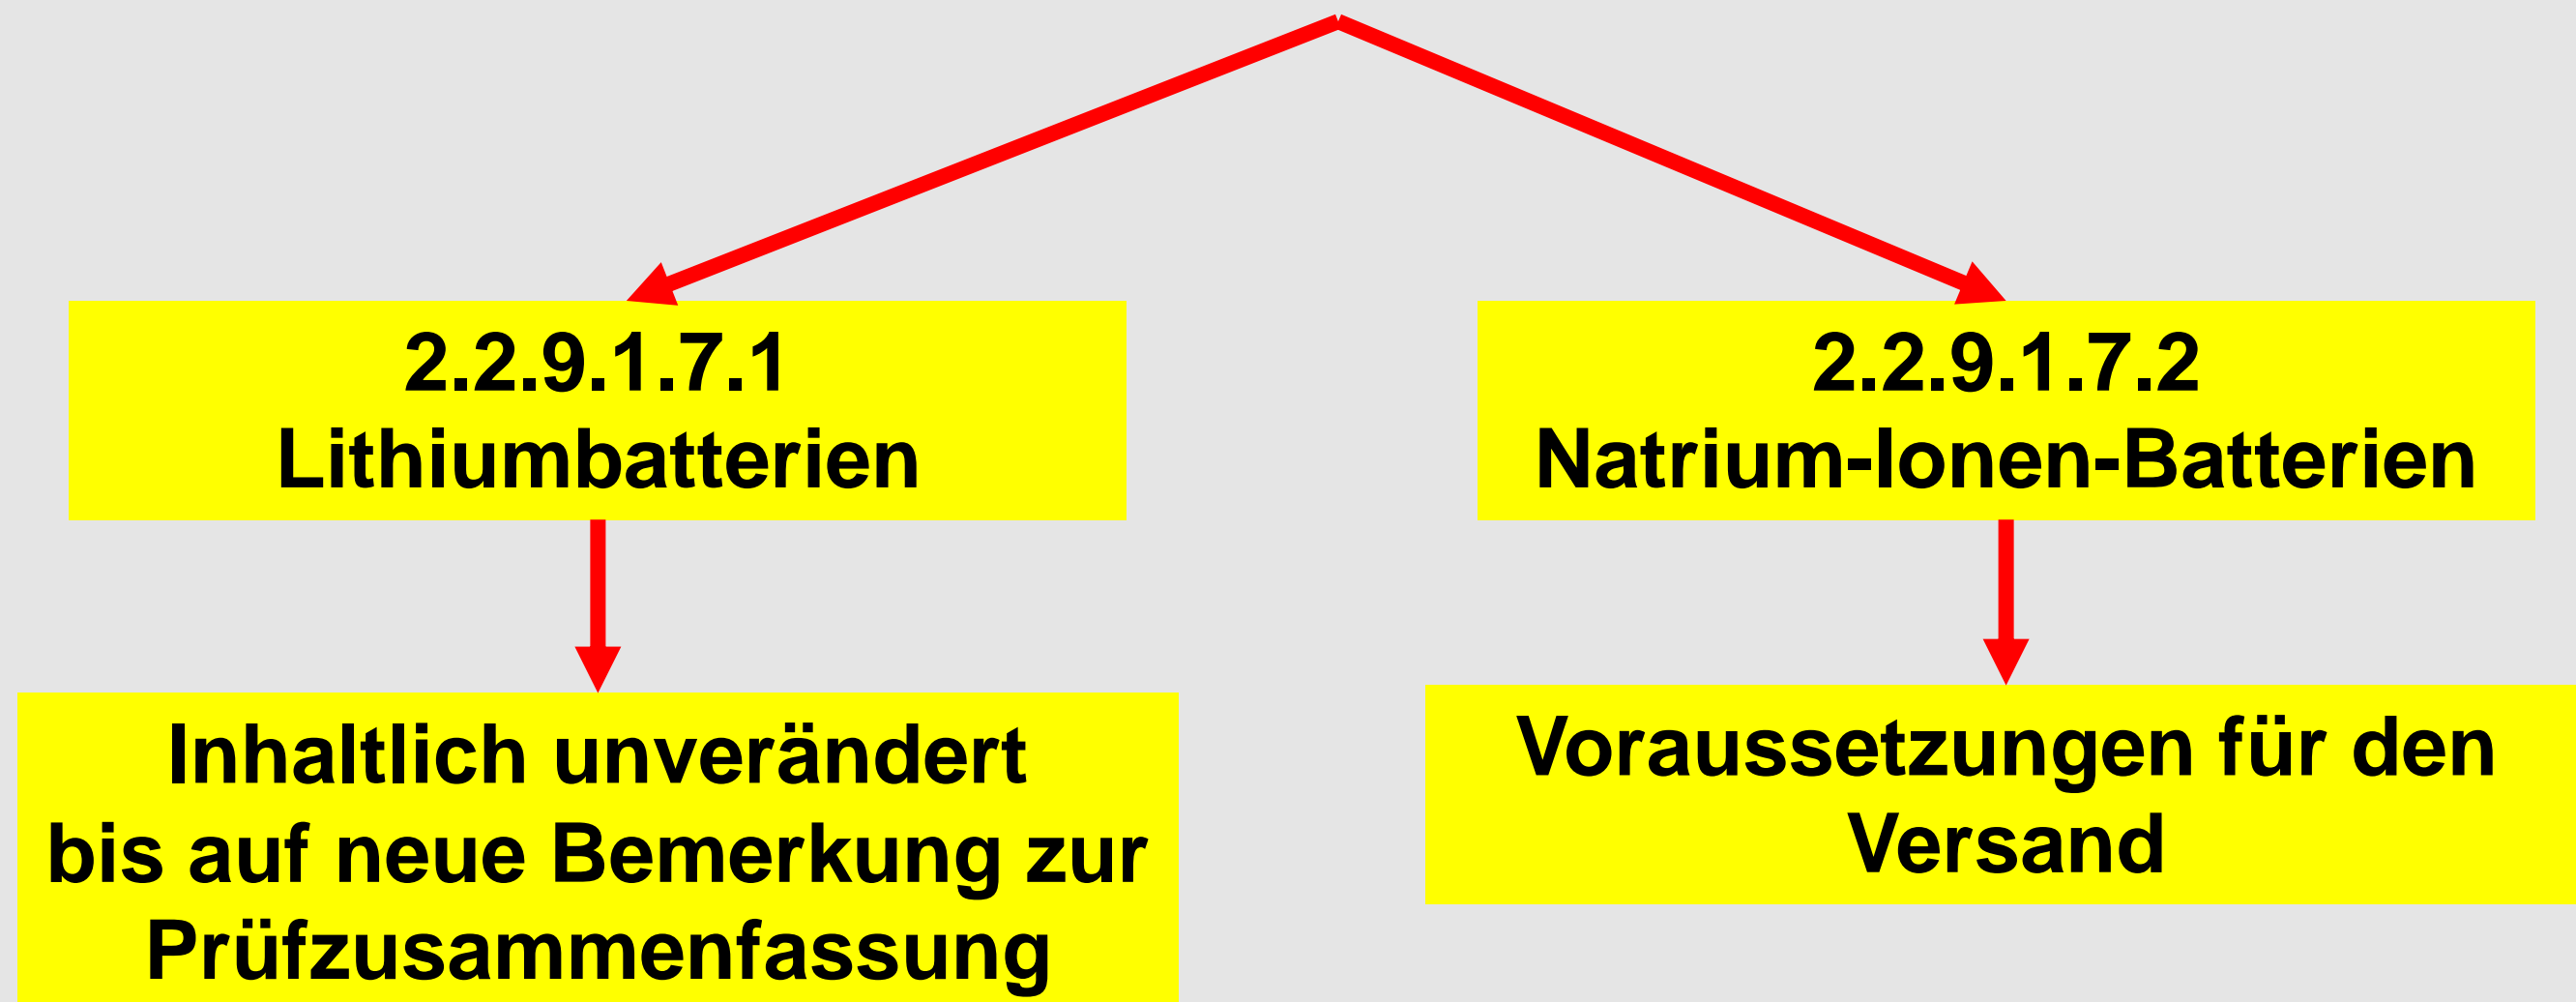 2.2.9.1.7.1
Lithiumbatterien
2.2.9.1.7.2
Natrium-Ionen-Batterien
Inhaltlich unverändert
bis auf neue Bemerkung zur
Prüfzusammenfassung
Voraussetzungen für den
Versand